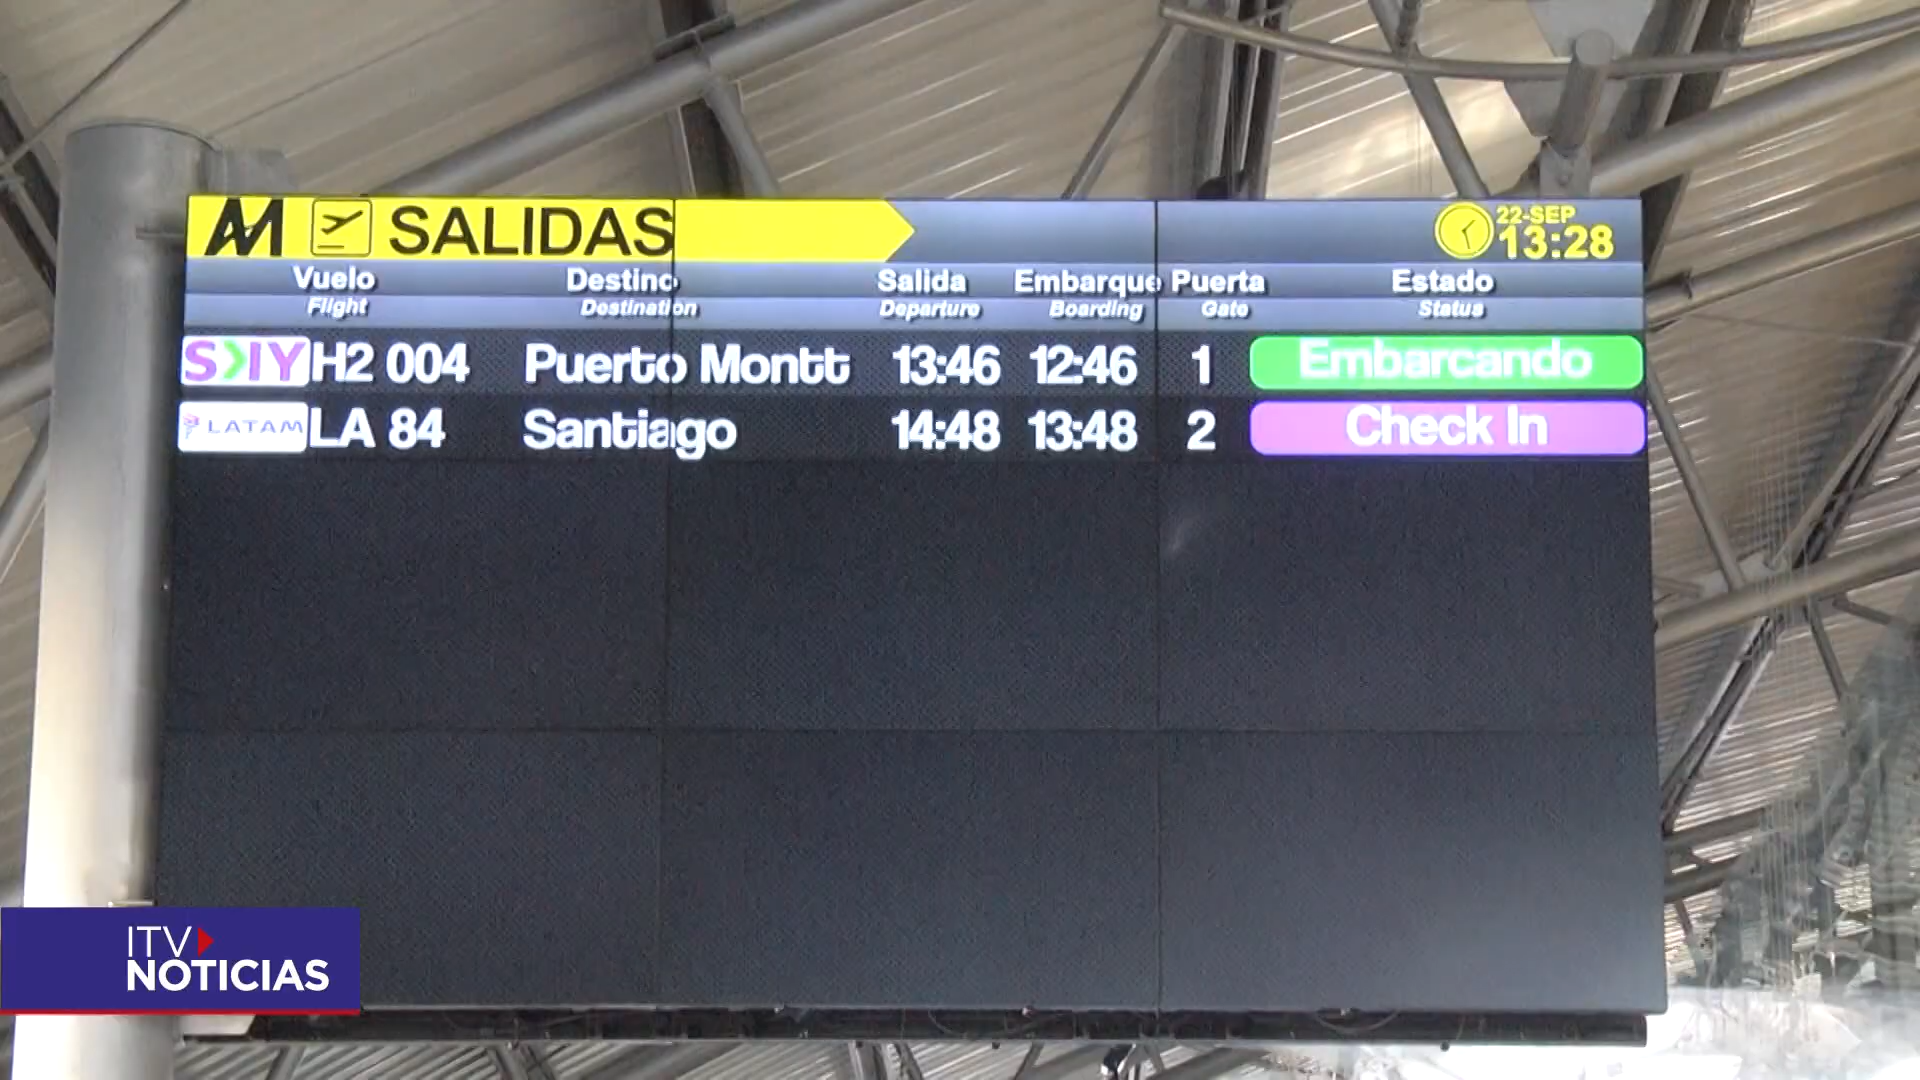 SALIDAS 22-SEP
13:28
Vuelo Destino Salida Embarque Puerta Estado
Flight Destination Departure Boarding Gate Status
SKY H2 004 Puerto Montt 13:46 12:46 1 Embarcando
LATAM LA 84 Santiago 14:48 13:48 2 Check In
ITV
NOTICIAS